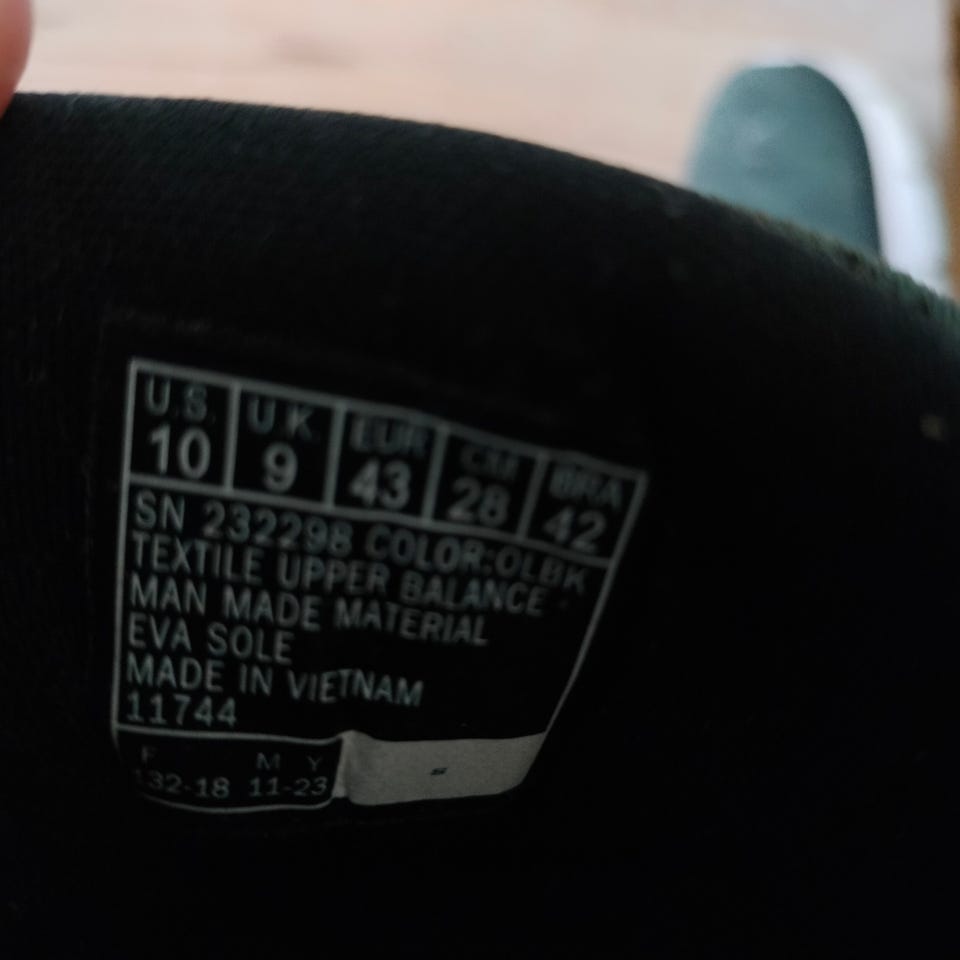 U.S. U.K. EUR CM BRA
10 9 43 28 42
SN 232298 COLOR:OLBK
TEXTILE UPPER BALANCE -
MAN MADE MATERIAL
EVA SOLE
MADE IN VIETNAM
11744
F M Y
132-18 11-23